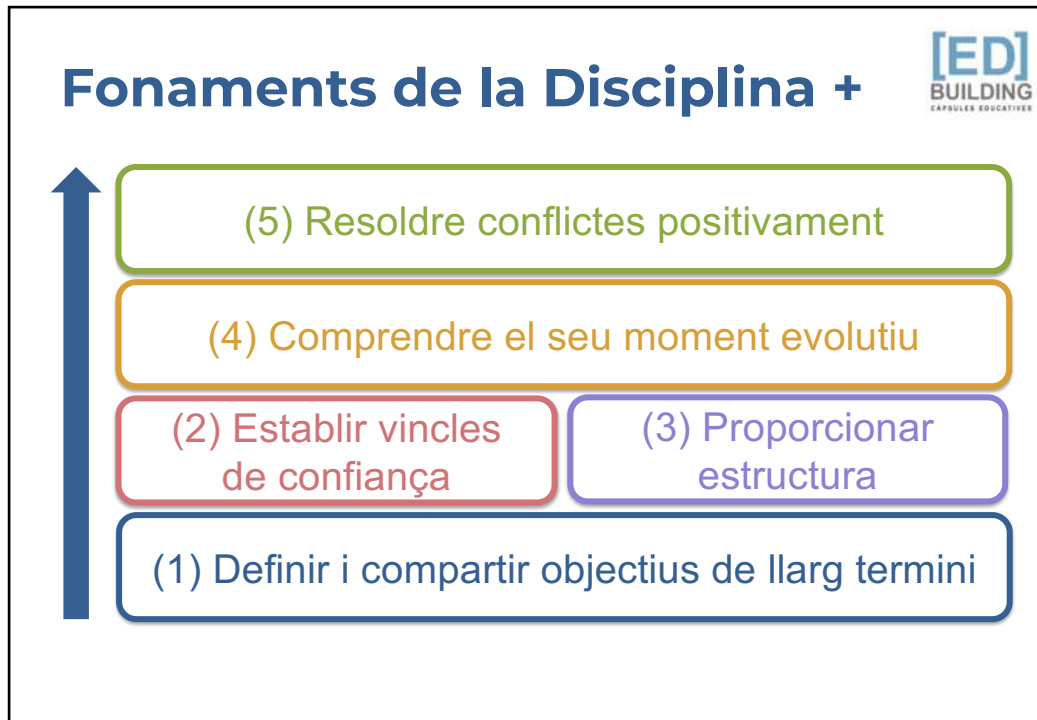 Fonaments de la Disciplina +
[ED]
BUILDING
CÀPSULES EDUCATIVES
(5) Resoldre conflictes positivament
(4) Comprendre el seu moment evolutiu
(2) Establir vincles
de confiança
(3) Proporcionar
estructura
(1) Definir i compartir objectius de llarg termini